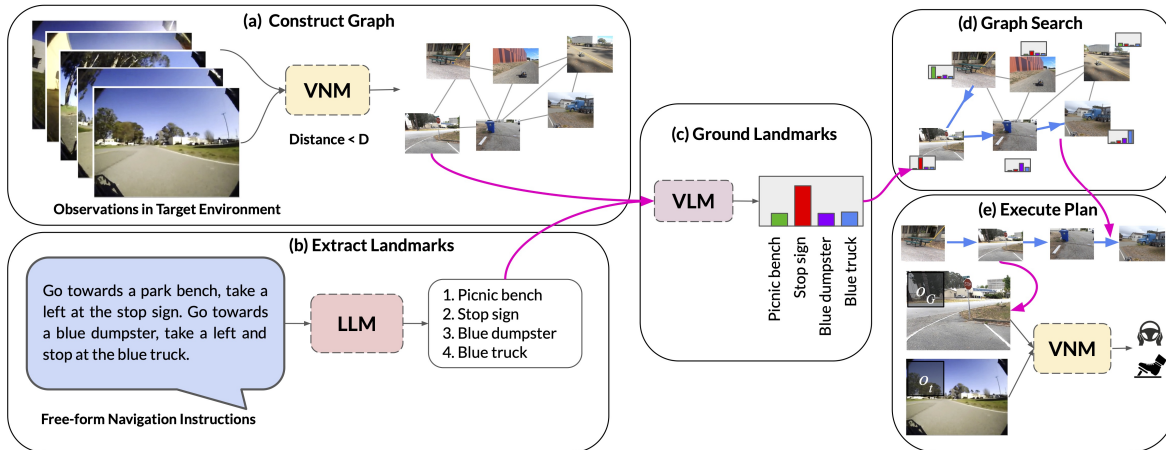 (a) Construct Graph
VNM
Distance < D
Observations in Target Environment
(b) Extract Landmarks
Go towards a park bench, take a
left at the stop sign. Go towards
a blue dumpster, take a left and
stop at the blue truck.
Free-form Navigation Instructions
LLM
1. Picnic bench
2. Stop sign
3. Blue dumpster
4. Blue truck
(c) Ground Landmarks
VLM
Picnic bench
Stop sign
Blue dumpster
Blue truck
(d) Graph Search
(e) Execute Plan
O_G
O_t
VNM